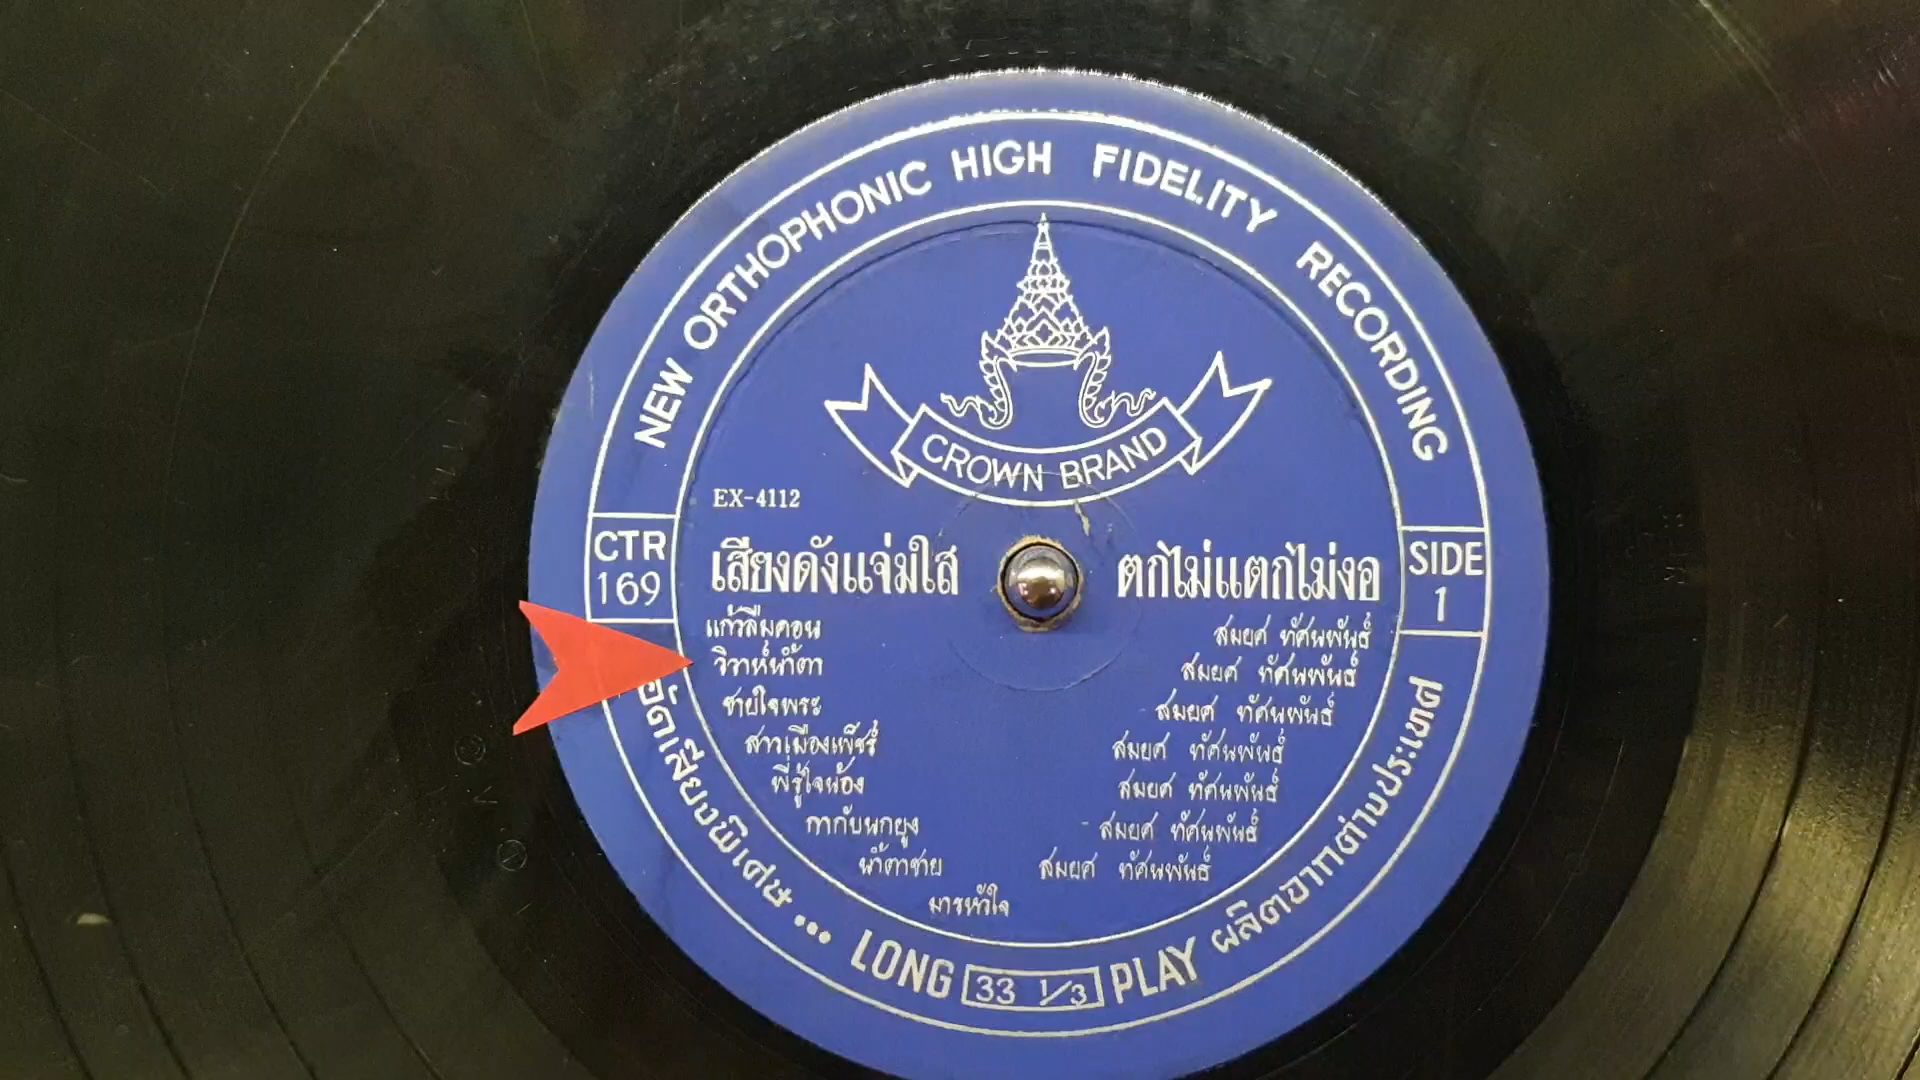 NEW ORTHOPHONIC HIGH FIDELITY RECORDING
CROWN BRAND
EX-4112
CTR 169
SIDE 1
เสียงดังแจ่มใส ตกไม่แตกไม่งอ
แก้วลืมคอน สมยศ ทัศนพันธ์
วิวาห์น้ำตา สมยศ ทัศนพันธ์
ชายใจพระ สมยศ ทัศนพันธ์
สาวเมืองเพ็ชร์ สมยศ ทัศนพันธ์
พี่รู้ใจน้อง สมยศ ทัศนพันธ์
กากับนกยูง สมยศ ทัศนพันธ์
น้ำตาชาย สมยศ ทัศนพันธ์
มารหัวใจ
อัดเสียงพิเศษ... LONG 33 1/3 PLAY ผลิตจากต่างประเทศ